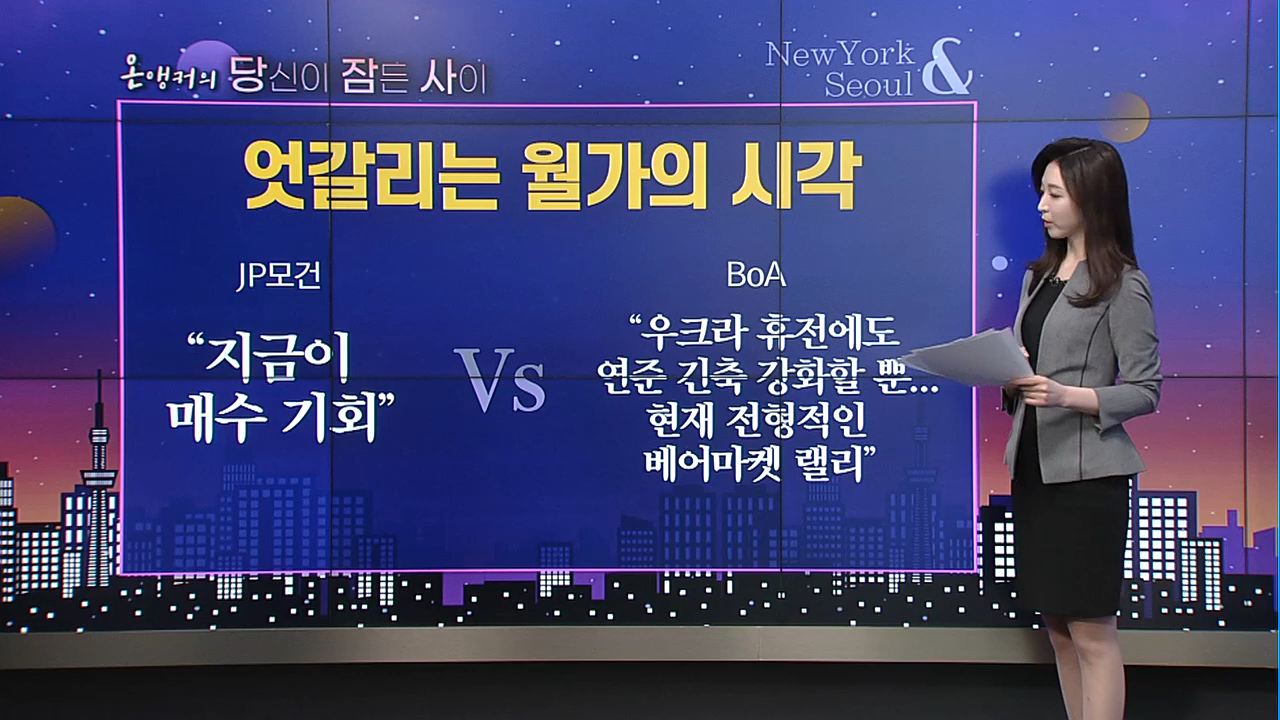 온앵커의 당신이 잠든 사이
NewYork &
Seoul
엇갈리는 월가의 시각
JP모건
“지금이
매수 기회”
Vs
BoA
“우크라 휴전에도
연준 긴축 강화할 뿐...
현재 전형적인
베어마켓 랠리”